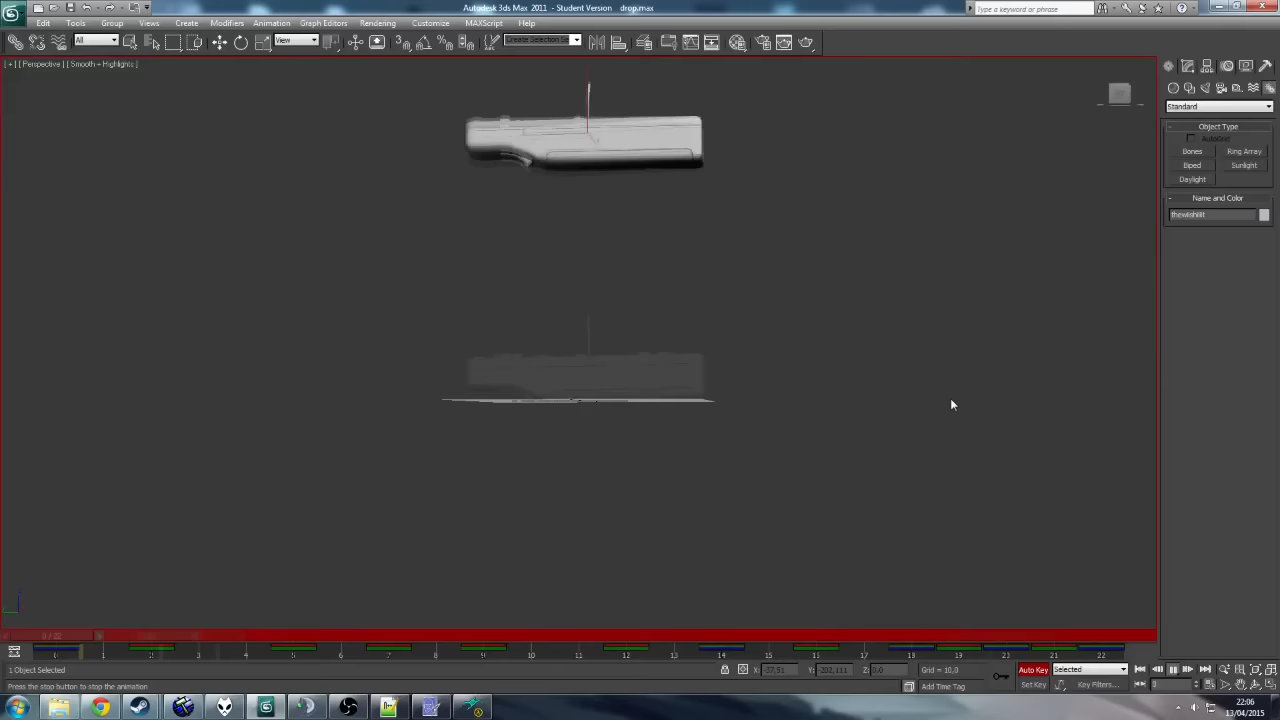 Autodesk 3ds Max 2011 - Student Version drop.max
Type a keyword or phrase
Edit Tools Group Views Create Modifiers Animation Graph Editors Rendering Customize MAXScript Help
All View
[ + ] [ Perspective ] [ Smooth + Highlights ]
Standard
Object Type
AutoGrid
Bones Ring Array
Biped Sunlight
Daylight
Name and Color
1 2 3 4 5 6 7 8 9 10 11 12 13 14 15 16 17 18 19 20 21 22
1 Object Selected X: Y: -202,111 Z: 0,0 Grid = 10,0 Auto Key Selected
Press the stop button to stop the animation Add Time Tag Set Key Key Filters...
22:06
13/04/2015